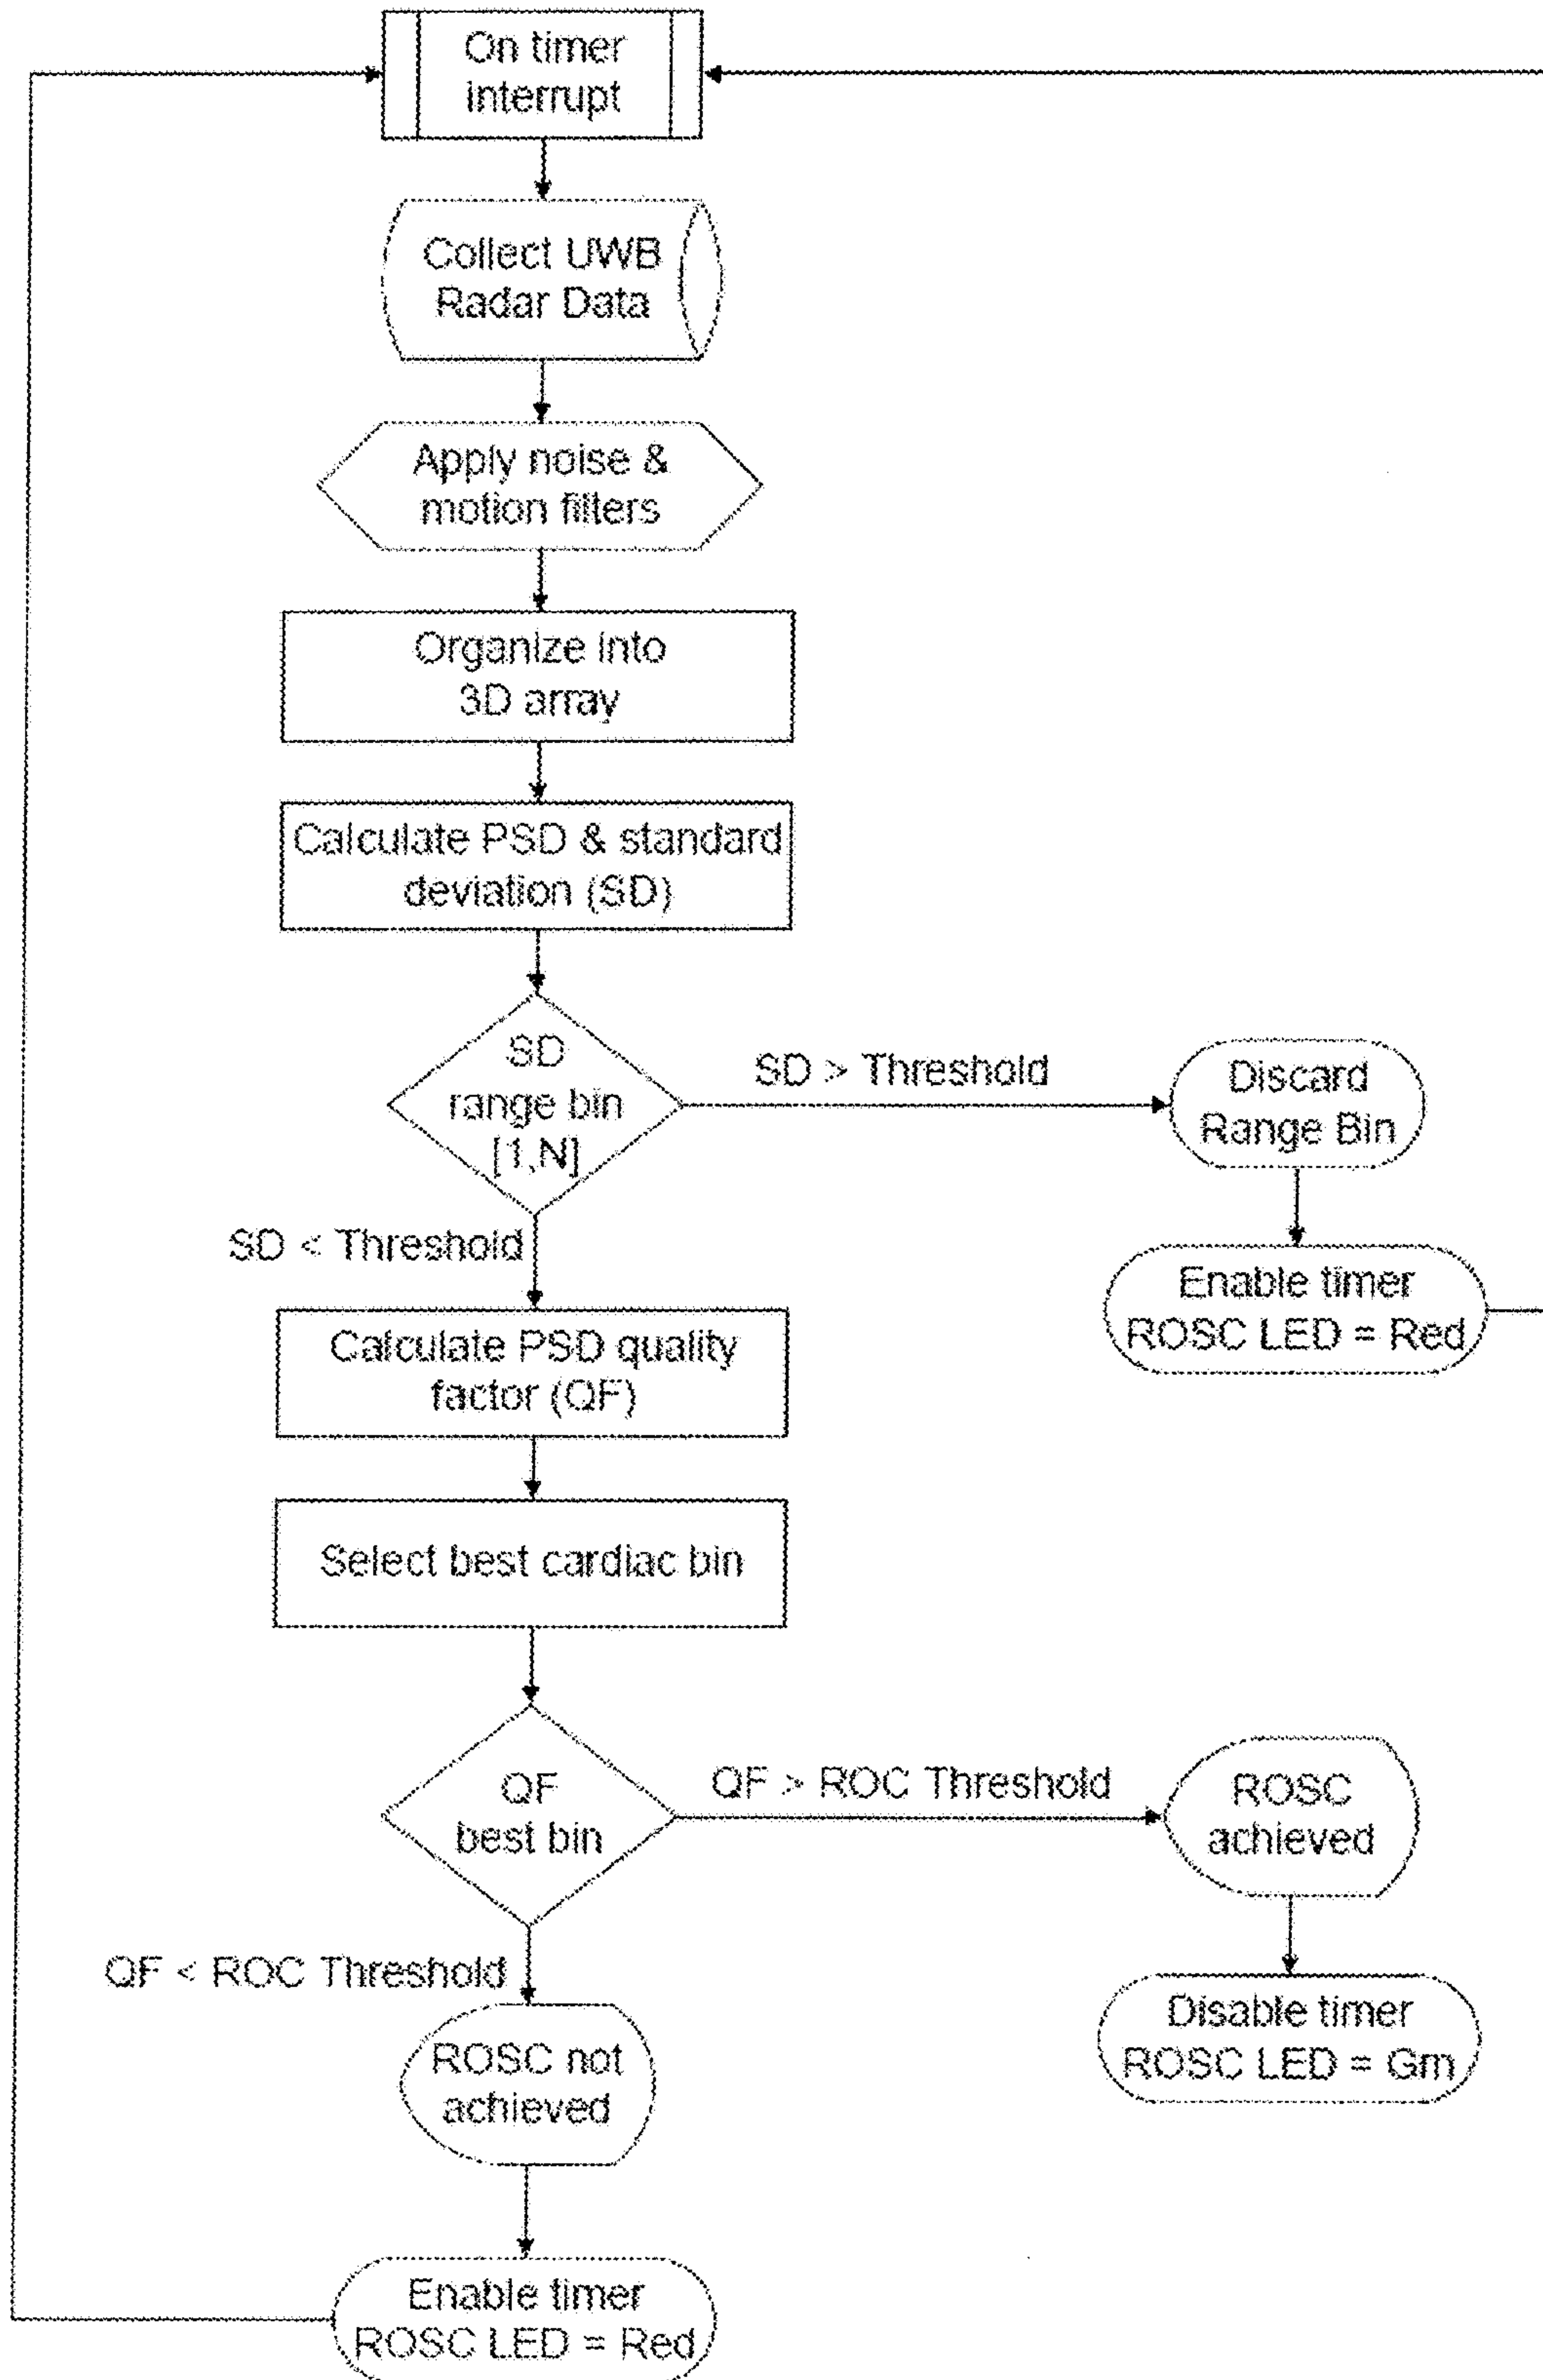 On timer
interrupt
Collect UWB
Radar Data
Apply noise &
motion filters
Organize into
3D array
Calculate PSD & standard
deviation (SD)
SD
range bin
[1,N]
SD > Threshold
Discard
Range Bin
Enable timer
ROSC LED = Red
SD < Threshold
Calculate PSD quality
factor (QF)
Select best cardiac bin
QF
best bin
QF > ROC Threshold
ROSC
achieved
Disable timer
ROSC LED = Grn
QF < ROC Threshold
ROSC not
achieved
Enable timer
ROSC LED = Red